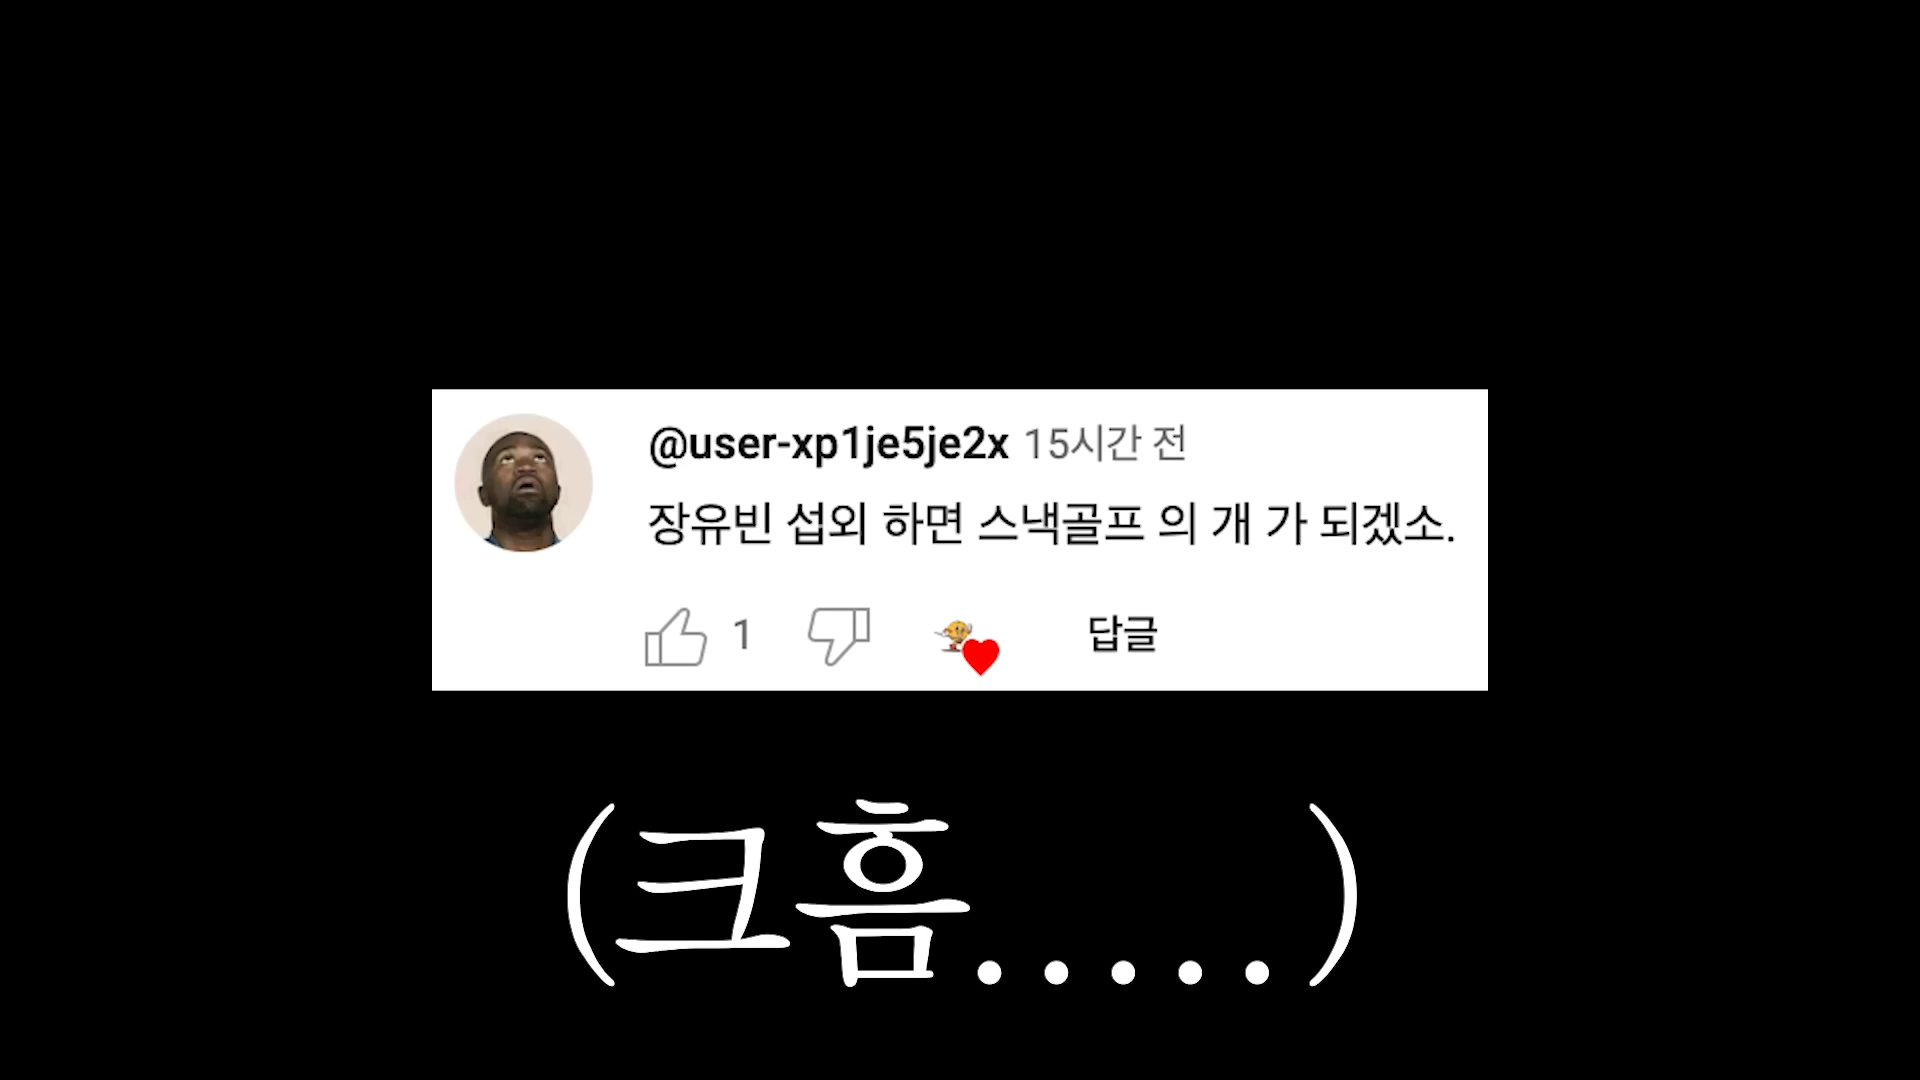 @user-xp1je5je2x 15시간 전
장유빈 섭외 하면 스낵골프 의 개 가 되겠소.
1 답글
(크흠.....)